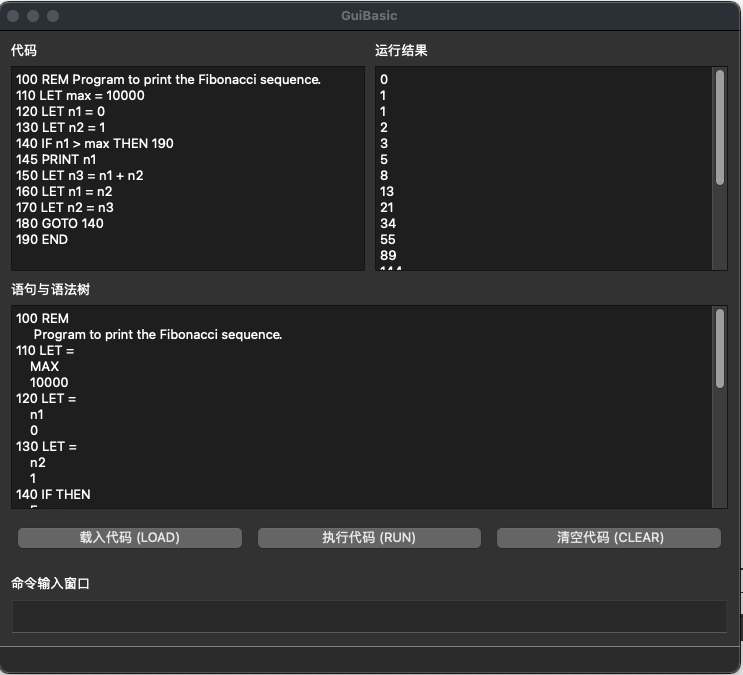 GuiBasic
代码
100 REM Program to print the Fibonacci sequence.
110 LET max = 10000
120 LET n1 = 0
130 LET n2 = 1
140 IF n1 > max THEN 190
145 PRINT n1
150 LET n3 = n1 + n2
160 LET n1 = n2
170 LET n2 = n3
180 GOTO 140
190 END
运行结果
0
1
1
2
3
5
8
13
21
34
55
89
144
语句与语法树
100 REM
Program to print the Fibonacci sequence.
110 LET =
MAX
10000
120 LET =
n1
0
130 LET =
n2
1
140 IF THEN
载入代码 (LOAD)
执行代码 (RUN)
清空代码 (CLEAR)
命令输入窗口